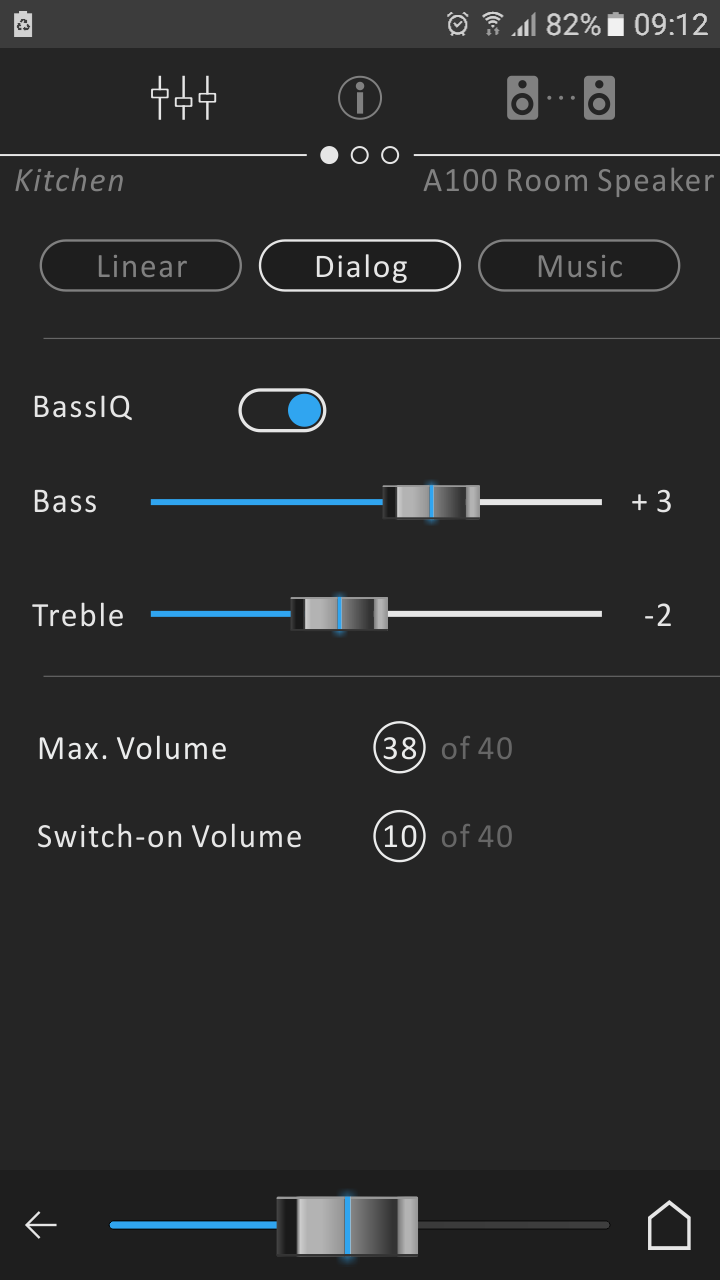 82% 09:12
Kitchen A100 Room Speaker
Linear Dialog Music
BassIQ
Bass + 3
Treble -2
Max. Volume 38 of 40
Switch-on Volume 10 of 40